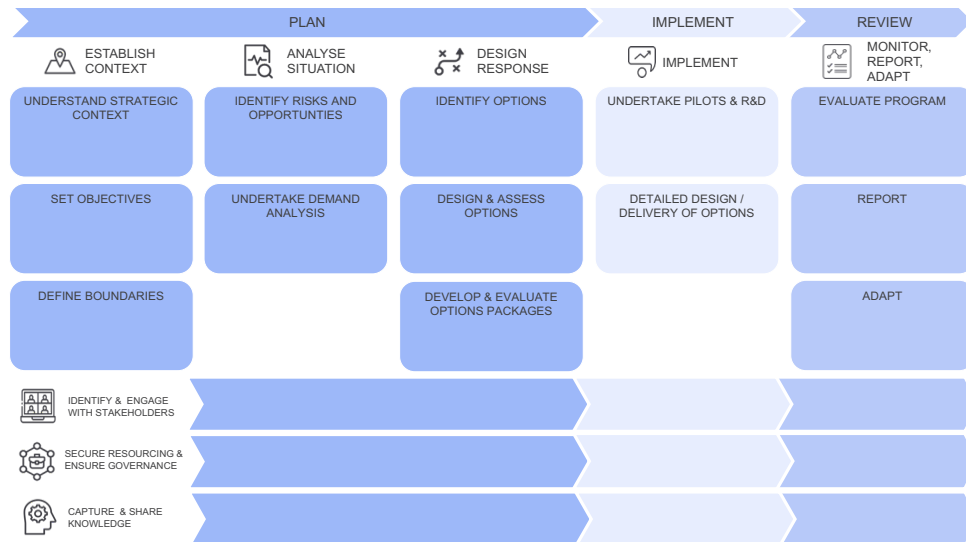 PLAN
IMPLEMENT
REVIEW
ESTABLISH
CONTEXT
ANALYSE
SITUATION
DESIGN
RESPONSE
IMPLEMENT
MONITOR,
REPORT,
ADAPT
UNDERSTAND STRATEGIC
CONTEXT
IDENTIFY RISKS AND
OPPORTUNTIES
IDENTIFY OPTIONS
UNDERTAKE PILOTS & R&D
EVALUATE PROGRAM
SET OBJECTIVES
UNDERTAKE DEMAND
ANALYSIS
DESIGN & ASSESS
OPTIONS
DETAILED DESIGN /
DELIVERY OF OPTIONS
REPORT
DEFINE BOUNDARIES
DEVELOP & EVALUATE
OPTIONS PACKAGES
ADAPT
IDENTIFY & ENGAGE
WITH STAKEHOLDERS
SECURE RESOURCING &
ENSURE GOVERNANCE
CAPTURE & SHARE
KNOWLEDGE